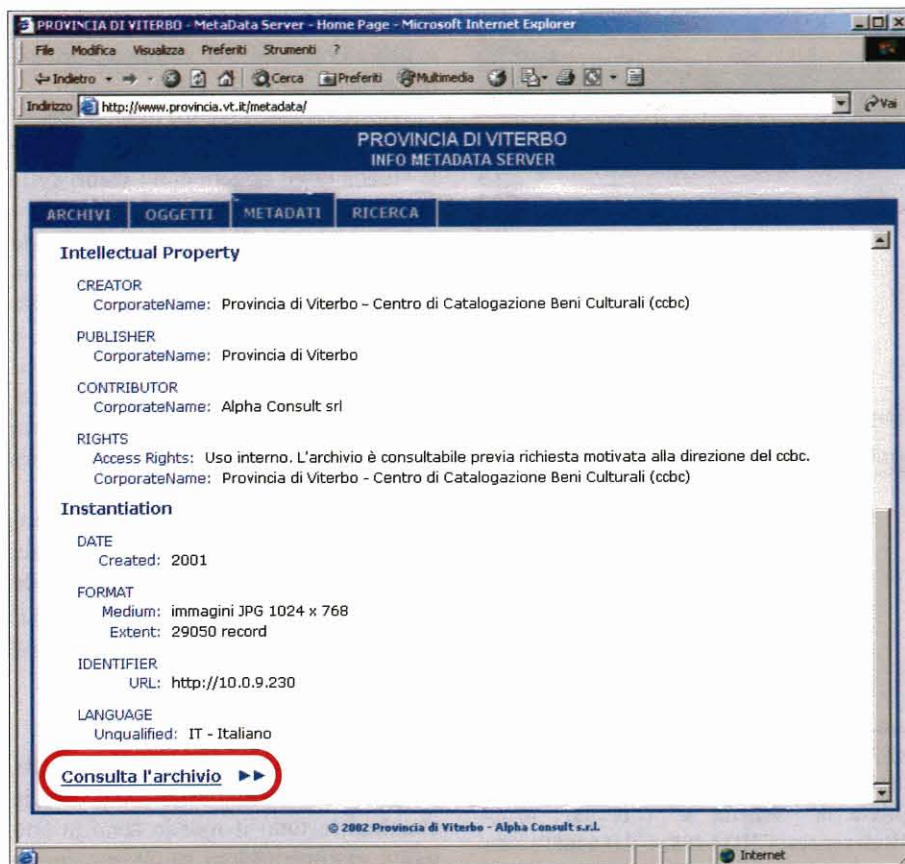 PROVINCIA DI VITERBO - MetaData Server - Home Page - Microsoft Internet Explorer
File Modifica Visualizza Preferiti Strumenti ?
Indietro Cerca Preferiti Multimedia
Indirizzo http://www.provincia.vt.it/metadata/ Vai
PROVINCIA DI VITERBO
INFO METADATA SERVER
ARCHIVI OGGETTI METADATI RICERCA
Intellectual Property
CREATOR
CorporateName: Provincia di Viterbo - Centro di Catalogazione Beni Culturali (ccbc)
PUBLISHER
CorporateName: Provincia di Viterbo
CONTRIBUTOR
CorporateName: Alpha Consult srl
RIGHTS
Access Rights: Uso interno. L'archivio è consultabile previa richiesta motivata alla direzione del ccbc.
CorporateName: Provincia di Viterbo - Centro di Catalogazione Beni Culturali (ccbc)
Instantiation
DATE
Created: 2001
FORMAT
Medium: immagini JPG 1024 x 768
Extent: 29050 record
IDENTIFIER
URL: http://10.0.9.230
LANGUAGE
Unqualified: IT - Italiano
Consulta l'archivio ►►
© 2002 Provincia di Viterbo - Alpha Consult s.r.l.
Internet